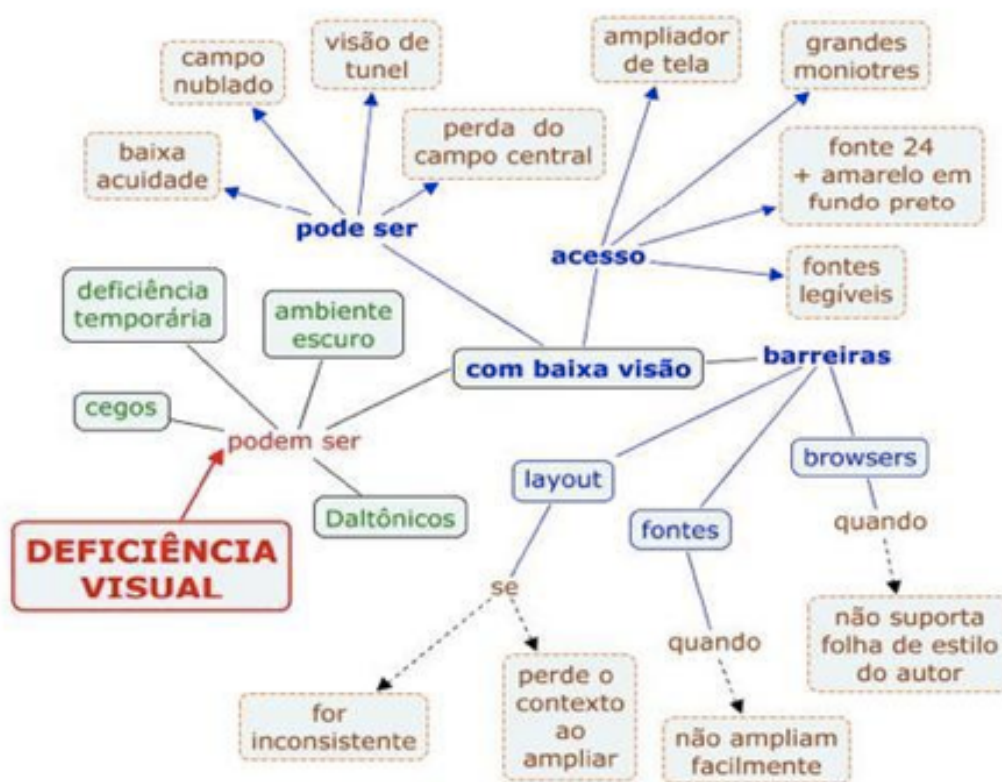 campo
nublado
visão de
tunel
ampliador
de tela
grandes
moniotres
baixa
acuidade
perda do
campo central
fonte 24
+ amarelo em
fundo preto
pode ser
acesso
fontes
legíveis
deficiência
temporária
ambiente
escuro
com baixa visão
barreiras
cegos
podem ser
layout
browsers
Daltônicos
fontes
quando
DEFICIÊNCIA
VISUAL
se
quando
não suporta
folha de estilo
do autor
for
inconsistente
perde o
contexto
ao
ampliar
não ampliam
facilmente